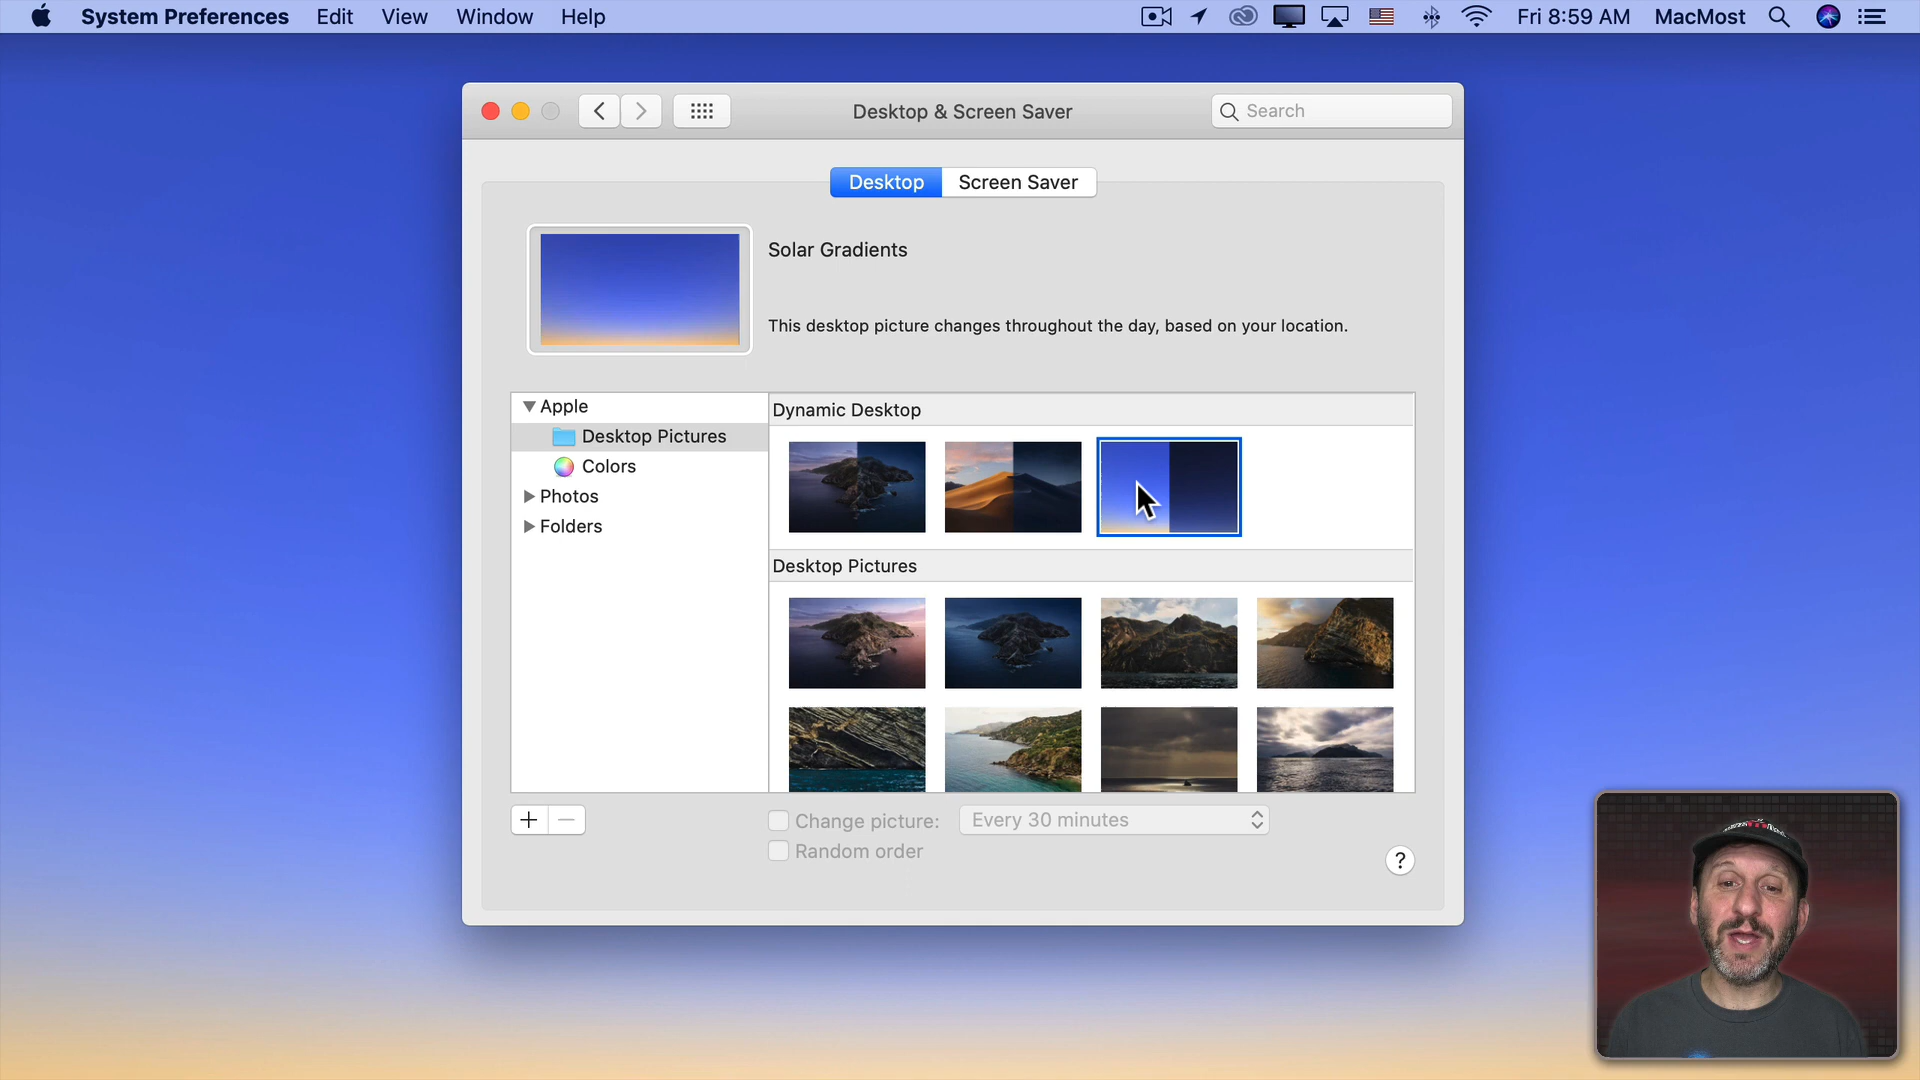 System Preferences Edit View Window Help Fri 8:59 AM MacMost
Desktop & Screen Saver
Search
Desktop Screen Saver
Solar Gradients
This desktop picture changes throughout the day, based on your location.
Apple
Desktop Pictures
Colors
Photos
Folders
Dynamic Desktop
Desktop Pictures
+ −
Change picture: Every 30 minutes
Random order
?